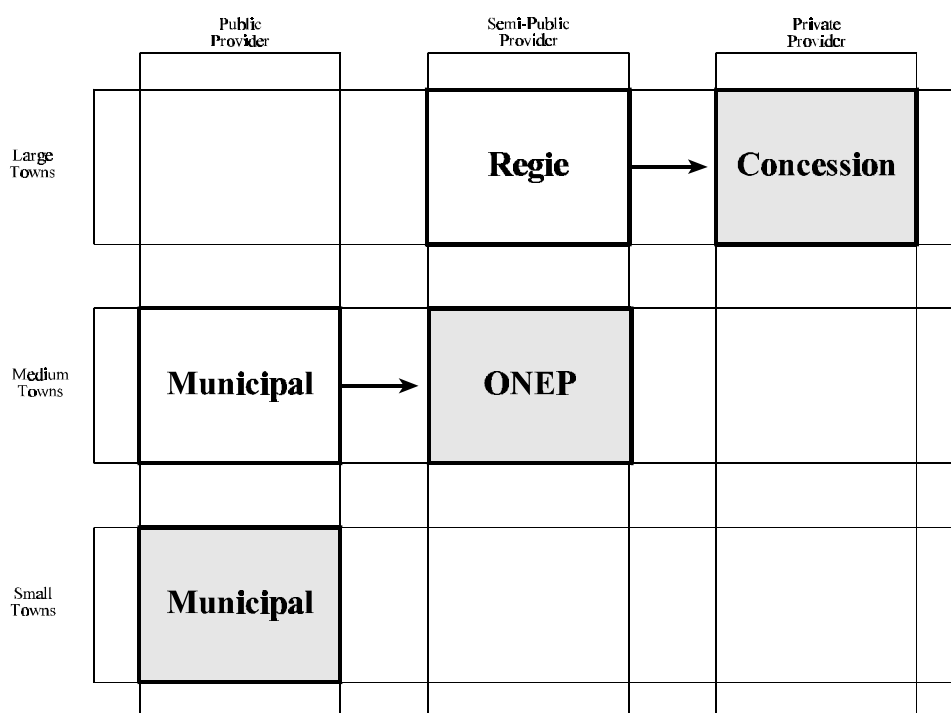 Public
Provider
Semi-Public
Provider
Private
Provider
Large
Towns
Regie
Concession
Medium
Towns
Municipal
ONEP
Small
Towns
Municipal